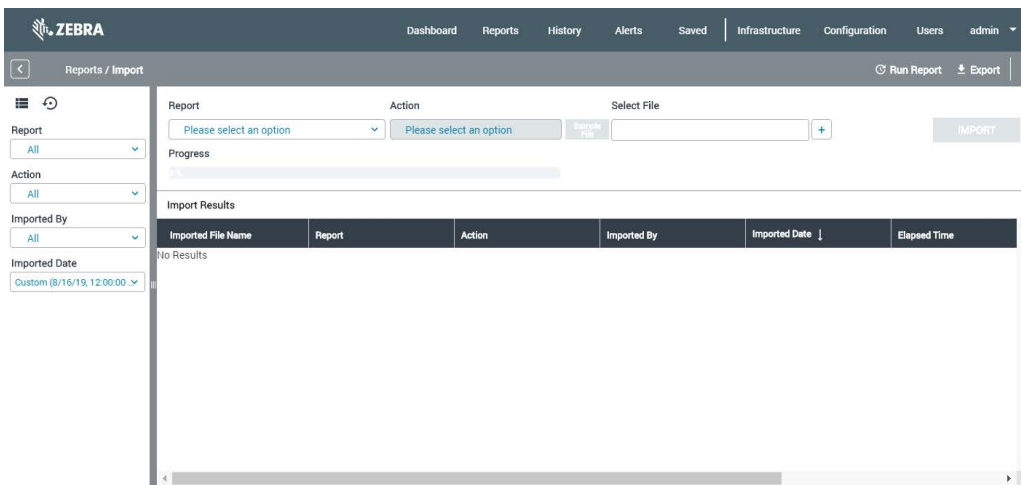 ZEBRA Dashboard Reports History Alerts Saved Infrastructure Configuration Users admin
Reports / Import Run Report Export
Report Action Select File
Please select an option Please select an option Sample File + IMPORT
Progress
Report
All
Action
All
Imported By
All
Imported Date
Custom (8/16/19, 12:00:00 ..
Import Results
Imported File Name Report Action Imported By Imported Date Elapsed Time
No Results